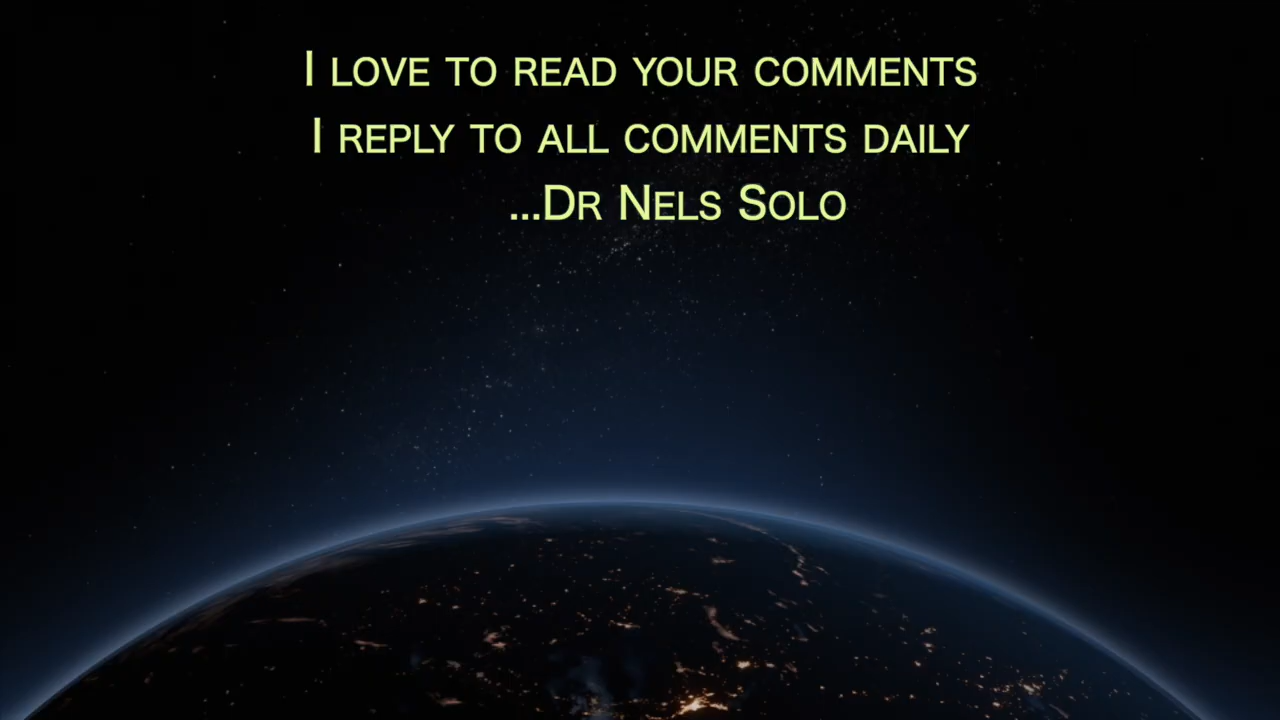 I LOVE TO READ YOUR COMMENTS
I REPLY TO ALL COMMENTS DAILY
...DR NELS SOLO